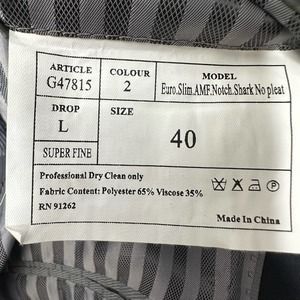 ARTICLE COLOUR MODEL
G47815 2 Euro.Slim.AMF.Notch.Shark No pleat
DROP SIZE
L 40
SUPER FINE
Professional Dry Clean only
Fabric Content: Polyester 65% Viscose 35%
RN 91262
Made In China